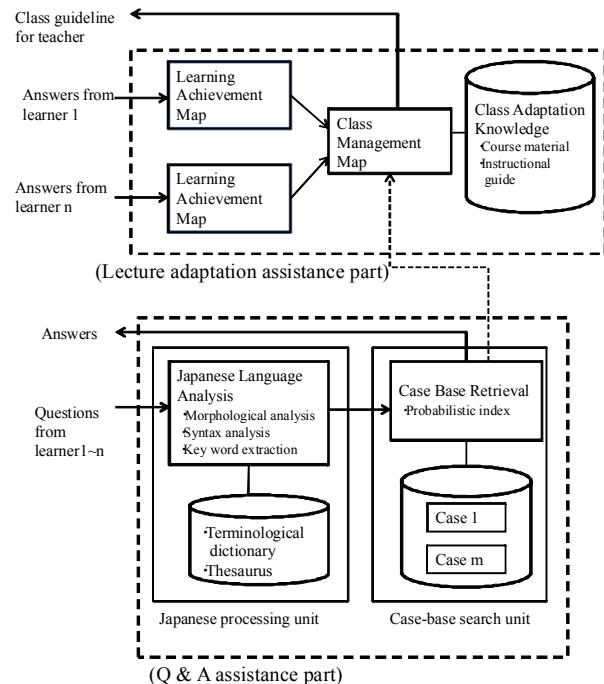 Class guideline
for teacher
Answers from
learner 1
Learning
Achievement
Map
Class
Management
Map
Class Adaptation
Knowledge
·Course material
·Instructional
guide
Answers from
learner n
Learning
Achievement
Map
(Lecture adaptation assistance part)
Answers
Questions
from
learner1~n
Japanese Language
Analysis
·Morphological analysis
·Syntax analysis
·Key word extraction
Case Base Retrieval
·Probabilistic index
·Terminological
dictionary
·Thesaurus
Case 1
Case m
Japanese processing unit
Case-base search unit
(Q & A assistance part)